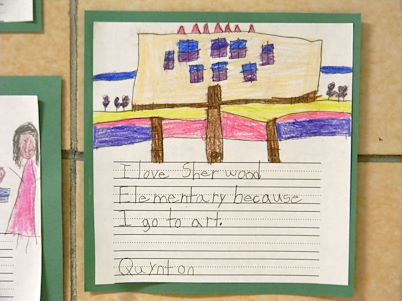 I love Sherwood
Elementary because
I go to art.
Quynton